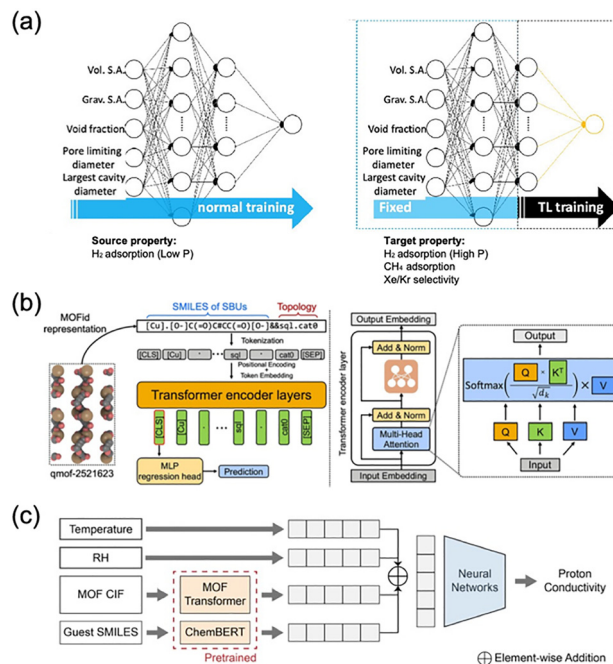 (a)
Vol. S.A.
Grav. S.A.
Void fraction
Pore limiting
diameter
Largest cavity
diameter
normal training
Source property:
H₂ adsorption (Low P)
Vol. S.A.
Grav. S.A.
Void fraction
Pore limiting
diameter
Largest cavity
diameter
Fixed
TL training
Target property:
H₂ adsorption (High P)
CH₄ adsorption
Xe/Kr selectivity
(b)
MOFid
representation
SMILES of SBUs
Topology
[Cu].[O-]C(=O)C#CC(=O)[O-]&&sql.cat0
Tokenization
[CLS] [Cu] · ··· sql · cat0 [SEP]
Positional Encoding
Token Embedding
Transformer encoder layers
[CLS] [Cu] · ··· sql · cat0 [SEP]
MLP
regression head
Prediction
qmof-2521623
Transformer encoder layer
Output Embedding
Add & Norm
Add & Norm
Multi-Head
Attention
Input Embedding
Output
Softmax(Q · Kᵀ / √dₖ) × V
Q K V
Input
(c)
Temperature
RH
MOF CIF
MOF
Transformer
Guest SMILES
ChemBERT
Pretrained
Neural
Networks
Proton
Conductivity
⊕ Element-wise Addition